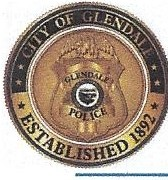 CITY OF GLENDALE
GLENDALE
POLICE
ESTABLISHED 1892